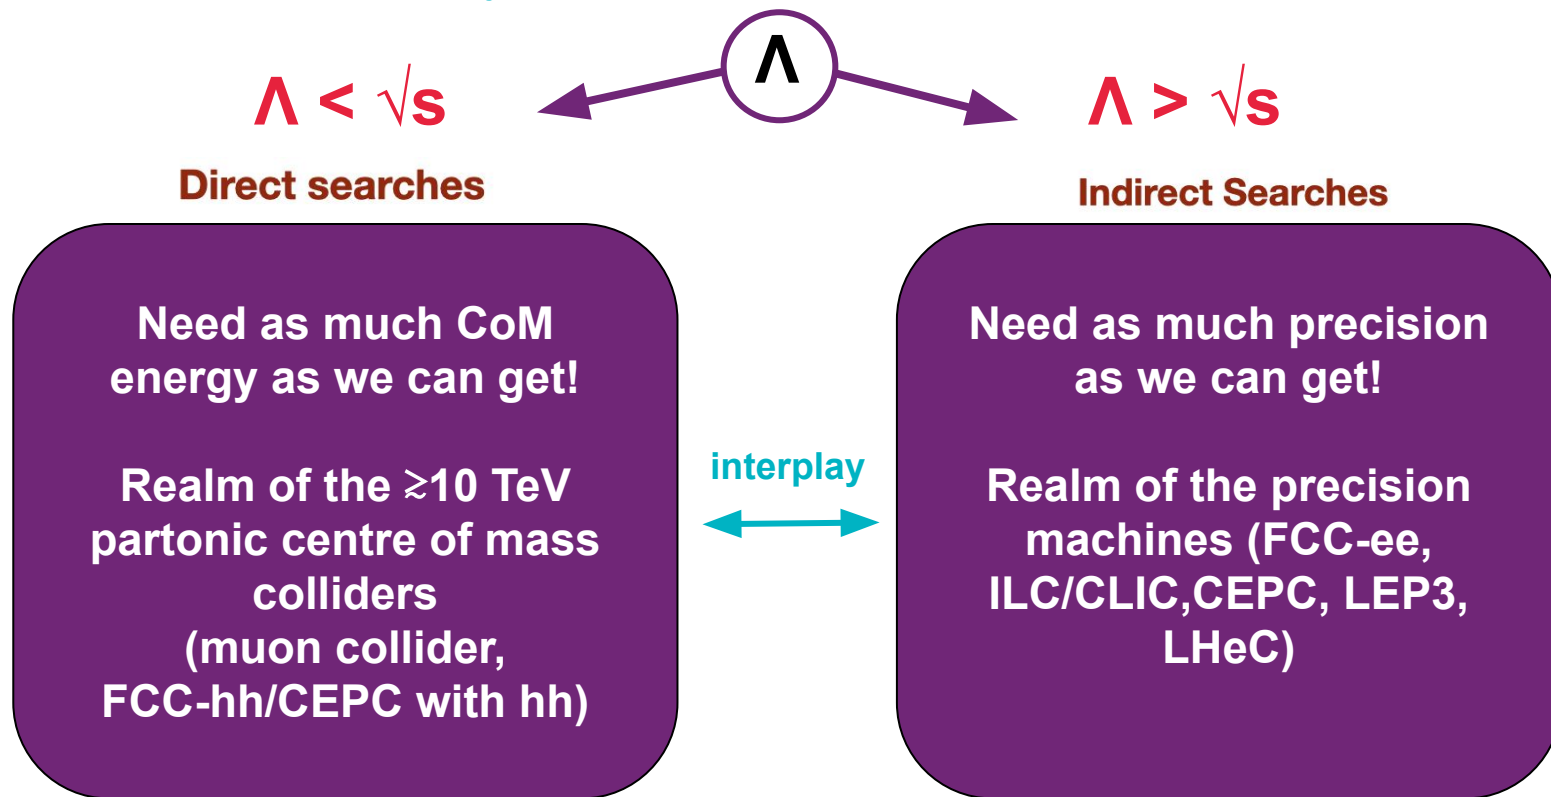 Λ
Λ < √s
Λ > √s
Direct searches
Indirect Searches
Need as much CoM
energy as we can get!
Realm of the ≳10 TeV
partonic centre of mass
colliders
(muon collider,
FCC-hh/CEPC with hh)
interplay
Need as much precision
as we can get!
Realm of the precision
machines (FCC-ee,
ILC/CLIC,CEPC, LEP3,
LHeC)